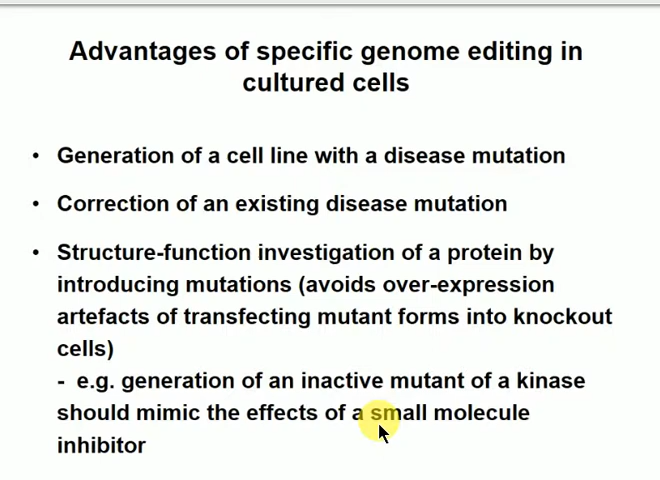 Advantages of specific genome editing in
cultured cells
• Generation of a cell line with a disease mutation
• Correction of an existing disease mutation
• Structure-function investigation of a protein by
introducing mutations (avoids over-expression
artefacts of transfecting mutant forms into knockout
cells)
- e.g. generation of an inactive mutant of a kinase
should mimic the effects of a small molecule
inhibitor